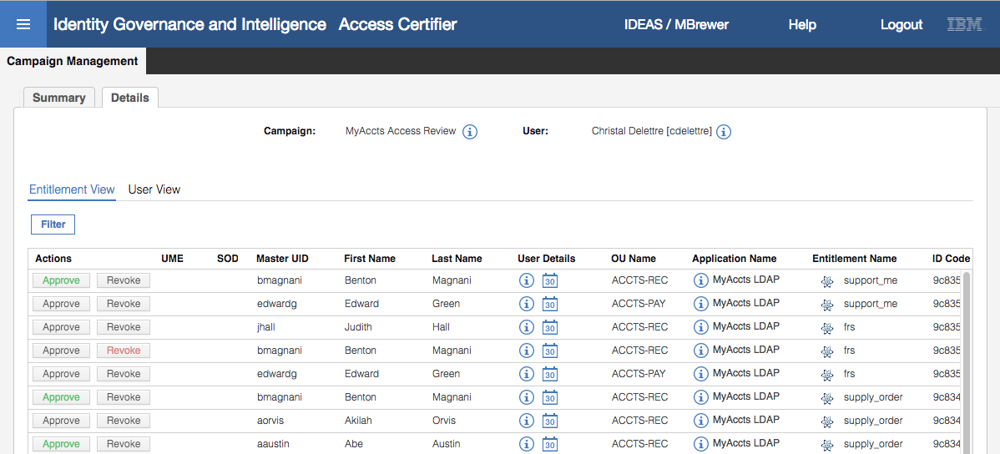 Identity Governance and Intelligence Access Certifier IDEAS / MBrewer Help Logout IBM
Campaign Management
Summary Details
Campaign: MyAccts Access Review User: Christal Delettre [cdelettre]
Entitlement View User View
Filter
Actions UME SOD Master UID First Name Last Name User Details OU Name Application Name Entitlement Name ID Code
Approve Revoke bmagnani Benton Magnani 30 ACCTS-REC MyAccts LDAP support_me 9c835
Approve Revoke edwardg Edward Green 30 ACCTS-PAY MyAccts LDAP support_me 9c835
Approve Revoke jhall Judith Hall 30 ACCTS-REC MyAccts LDAP frs 9c835
Approve Revoke bmagnani Benton Magnani 30 ACCTS-REC MyAccts LDAP frs 9c835
Approve Revoke edwardg Edward Green 30 ACCTS-PAY MyAccts LDAP frs 9c835
Approve Revoke bmagnani Benton Magnani 30 ACCTS-REC MyAccts LDAP supply_order 9c834
Approve Revoke aorvis Akilah Orvis 30 ACCTS-REC MyAccts LDAP supply_order 9c834
Approve Revoke aaustin Abe Austin 30 ACCTS-REC MyAccts LDAP supply_order 9c834